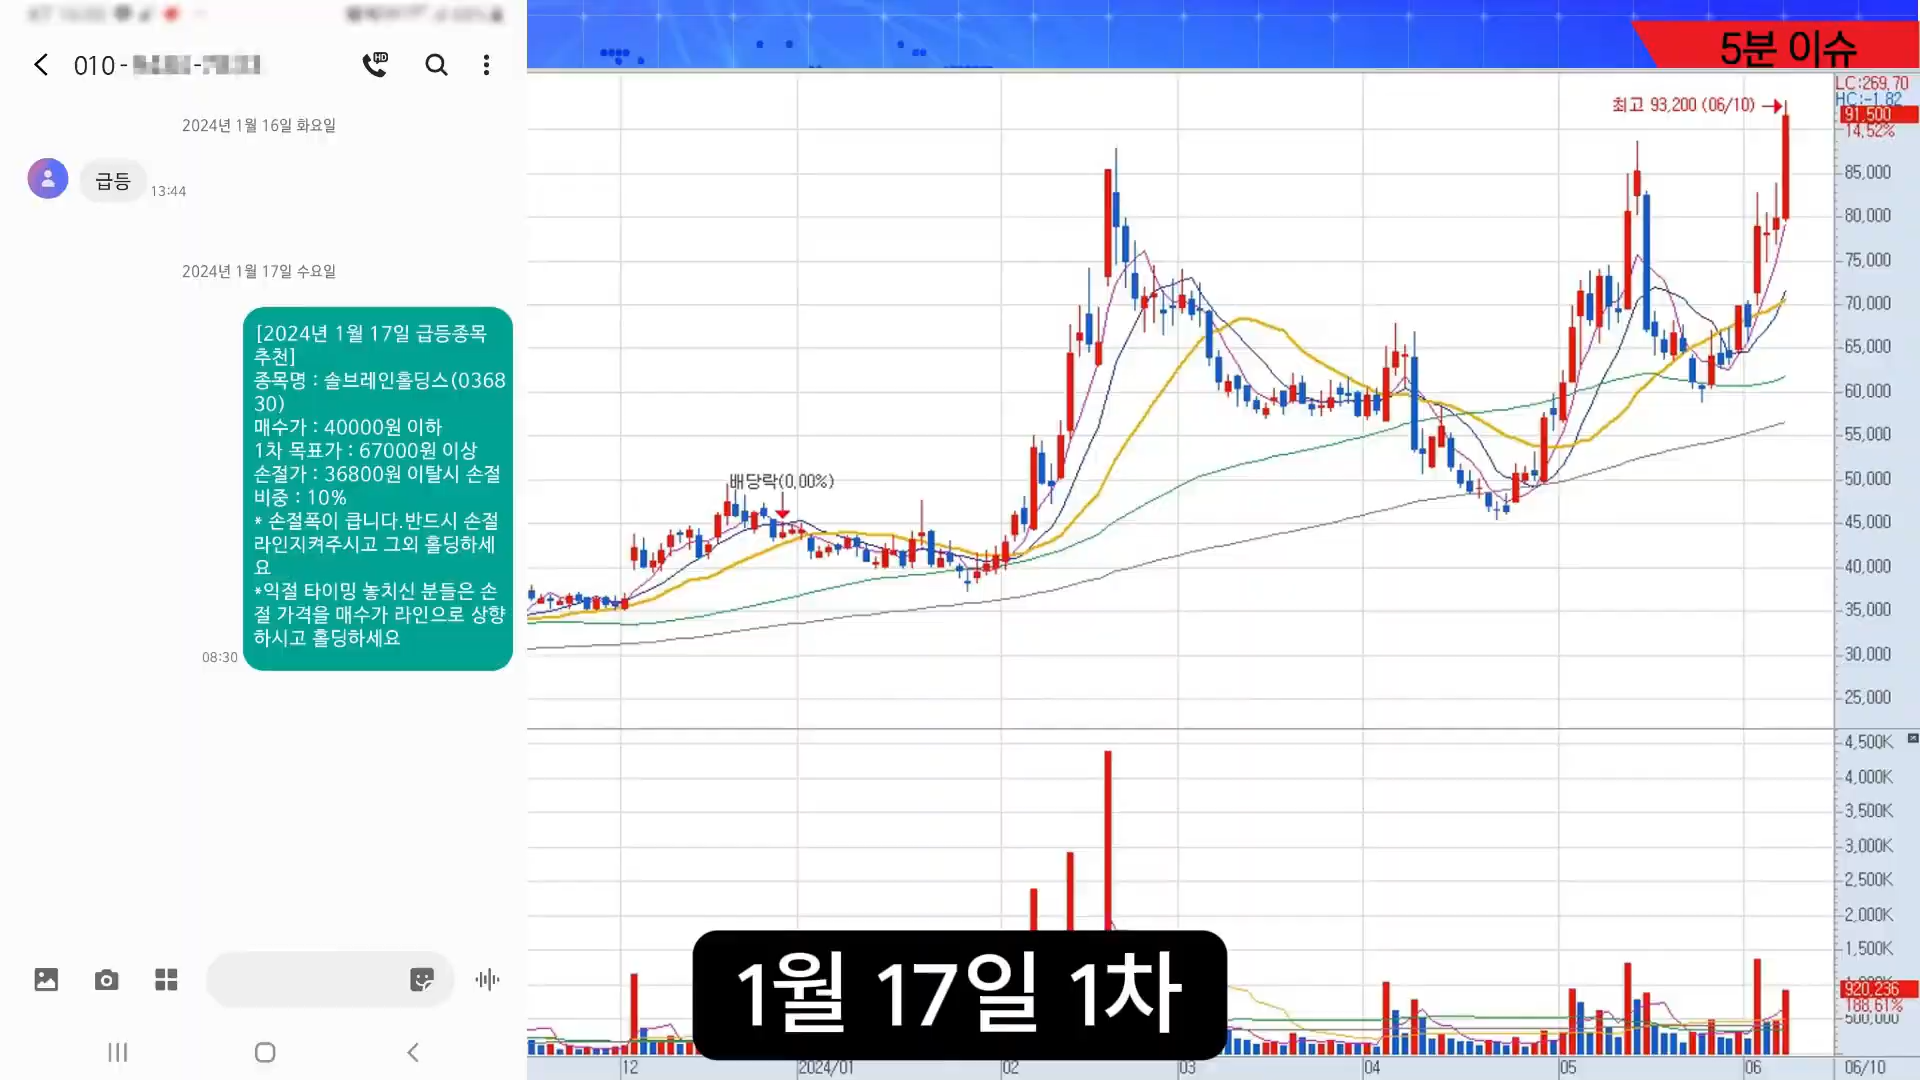 010-
2024년 1월 16일 화요일
급등
13:44
2024년 1월 17일 수요일
[2024년 1월 17일 급등종목
추천]
종목명 : 솔브레인홀딩스(0368
30)
매수가 : 40000원 이하
1차 목표가 : 67000원 이상
손절가 : 36800원 이탈시 손절
비중 : 10%
* 손절폭이 큽니다.반드시 손절
라인지켜주시고 그외 홀딩하세
요
*익절 타이밍 놓치신 분들은 손
절 가격을 매수가 라인으로 상향
하시고 홀딩하세요
08:30
5분 이슈
LC:269.70
HC:-1.82
최고 93,200 (06/10)
91,500
14.52%
85,000
80,000
75,000
70,000
65,000
60,000
55,000
배당락(0.00%)
50,000
45,000
40,000
35,000
30,000
25,000
4,500K
4,000K
3,500K
3,000K
2,500K
2,000K
1,500K
920,236
188.61%
500,000
1월 17일 1차
12
2024/01
02
03
04
05
06
06/10